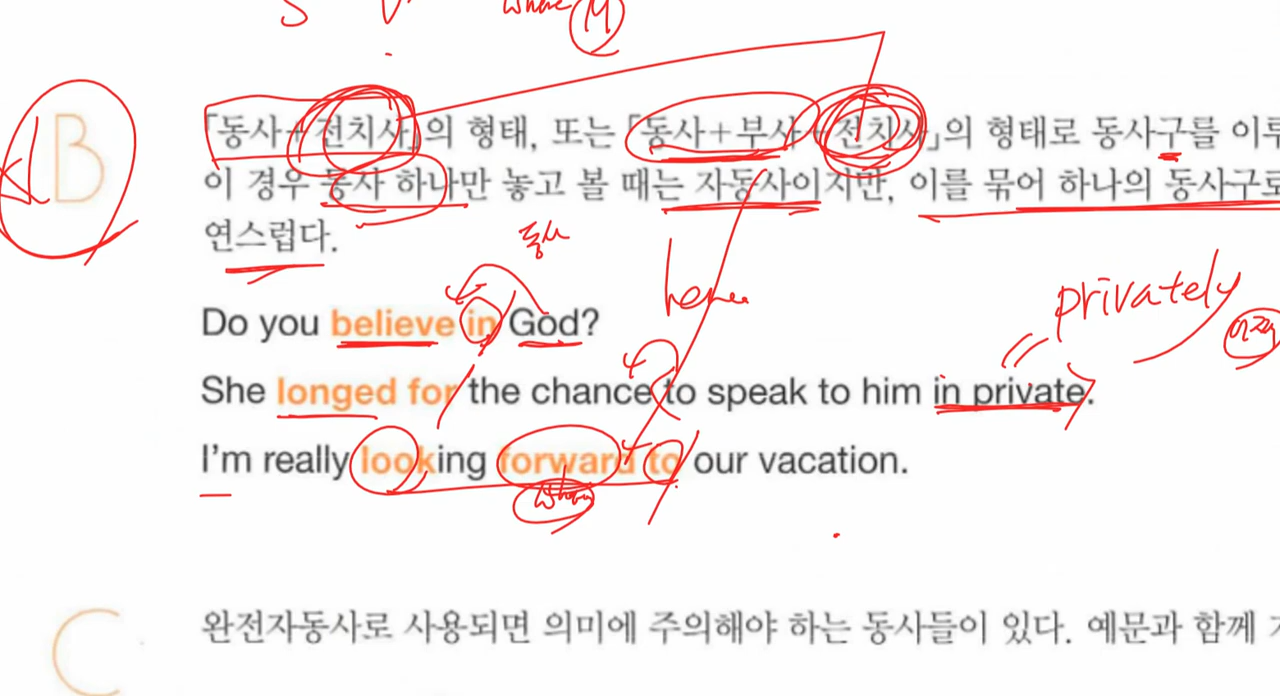 S V where M
B
「동사+전치사」의 형태, 또는 「동사+부사+전치사」의 형태로 동사구를 이루
이 경우 동사 하나만 놓고 볼 때는 자동사이지만, 이를 묶어 하나의 동사구로
연스럽다.
동사
privately
Do you believe in God?
She longed for the chance to speak to him in private.
I'm really looking forward to our vacation.
where
C
완전자동사로 사용되면 의미에 주의해야 하는 동사들이 있다. 예문과 함께